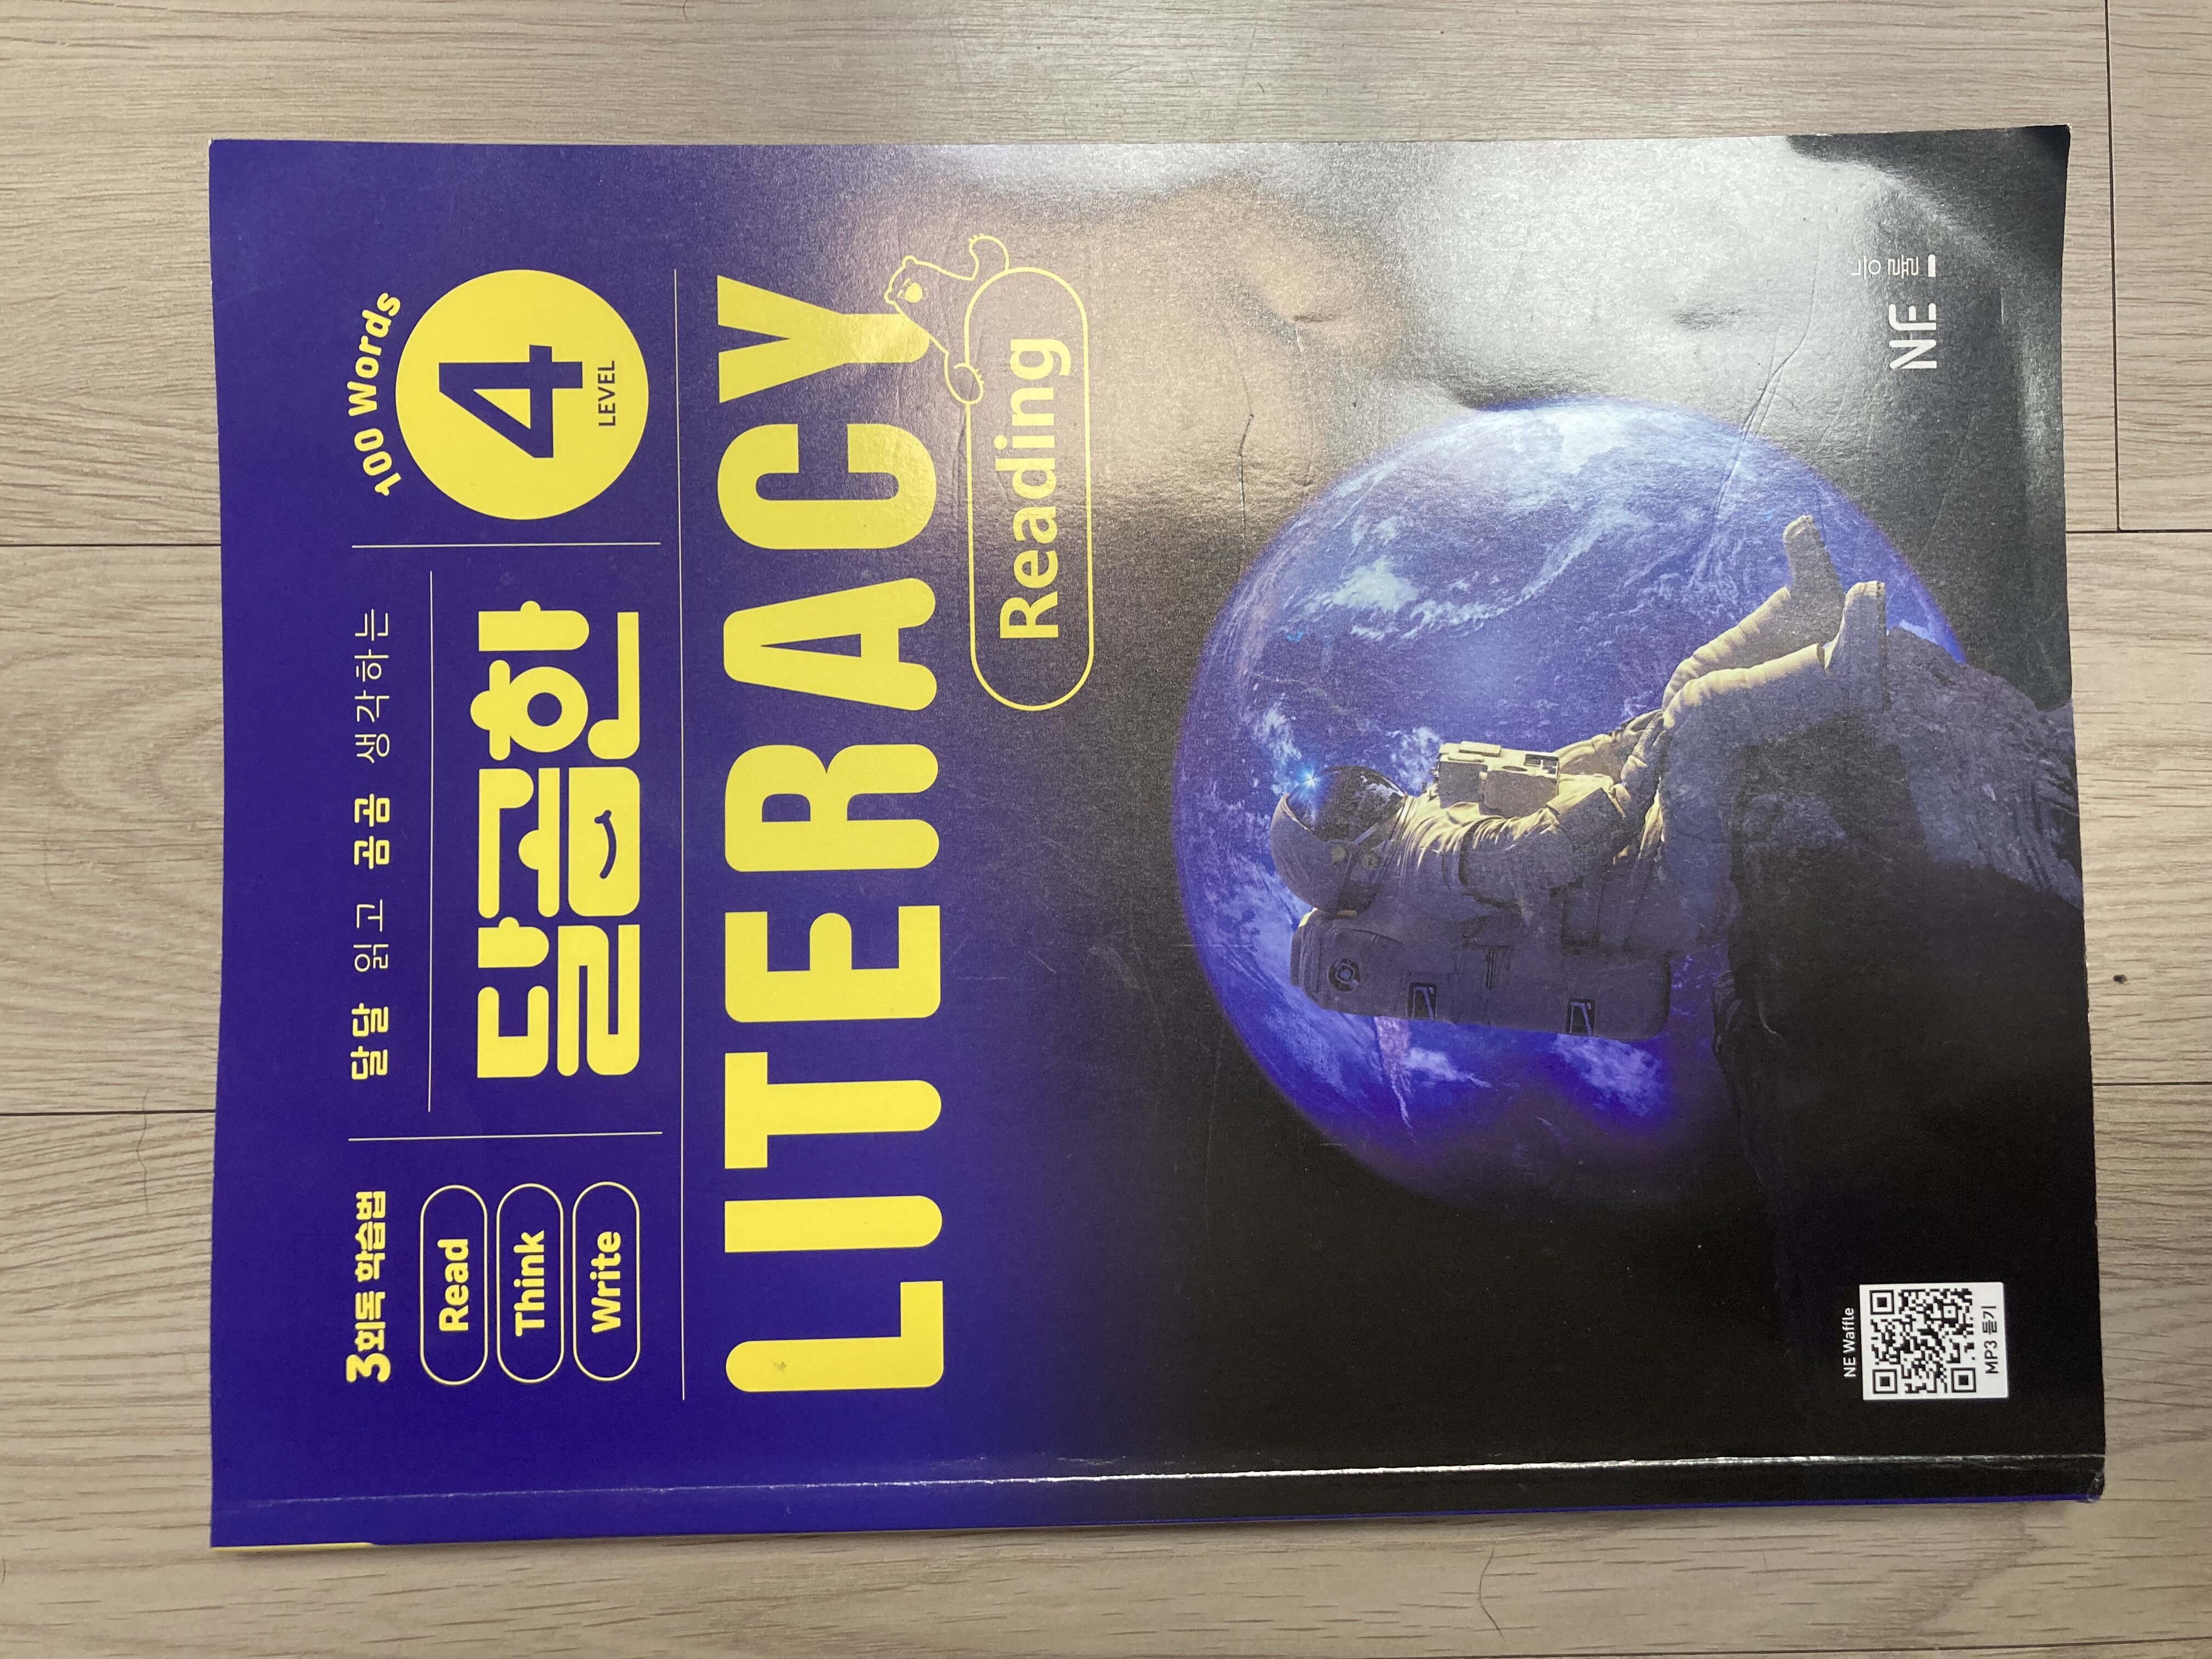 3회독 학습법
Read
Think
Write
달달 읽고 곰곰 생각하는
달곰한
100 Words
4
LEVEL
LITERACY
Reading
NE Waffle
MP3 듣기
NE 능률